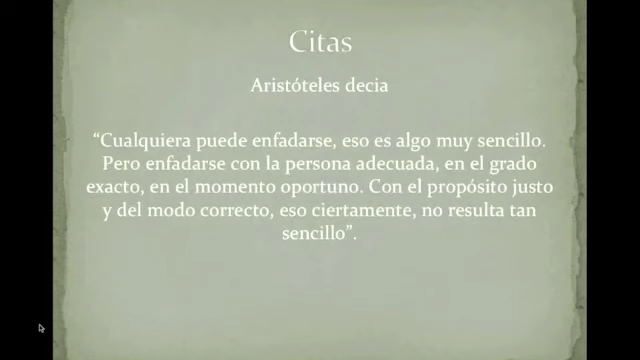 Citas
Aristóteles decia
“Cualquiera puede enfadarse, eso es algo muy sencillo.
Pero enfadarse con la persona adecuada, en el grado
exacto, en el momento oportuno. Con el propósito justo
y del modo correcto, eso ciertamente, no resulta tan
sencillo”.